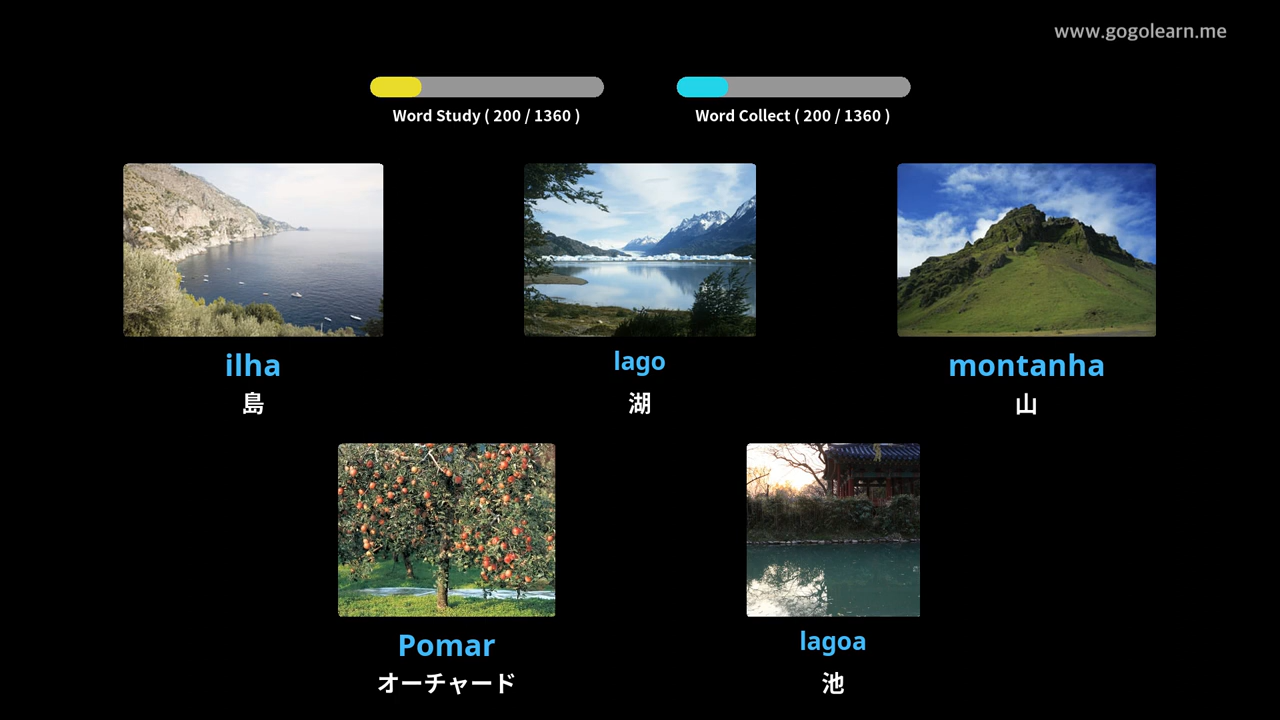 www.gogolearn.me
Word Study ( 200 / 1360 )
Word Collect ( 200 / 1360 )
ilha
島
lago
湖
montanha
山
Pomar
オーチャード
lagoa
池